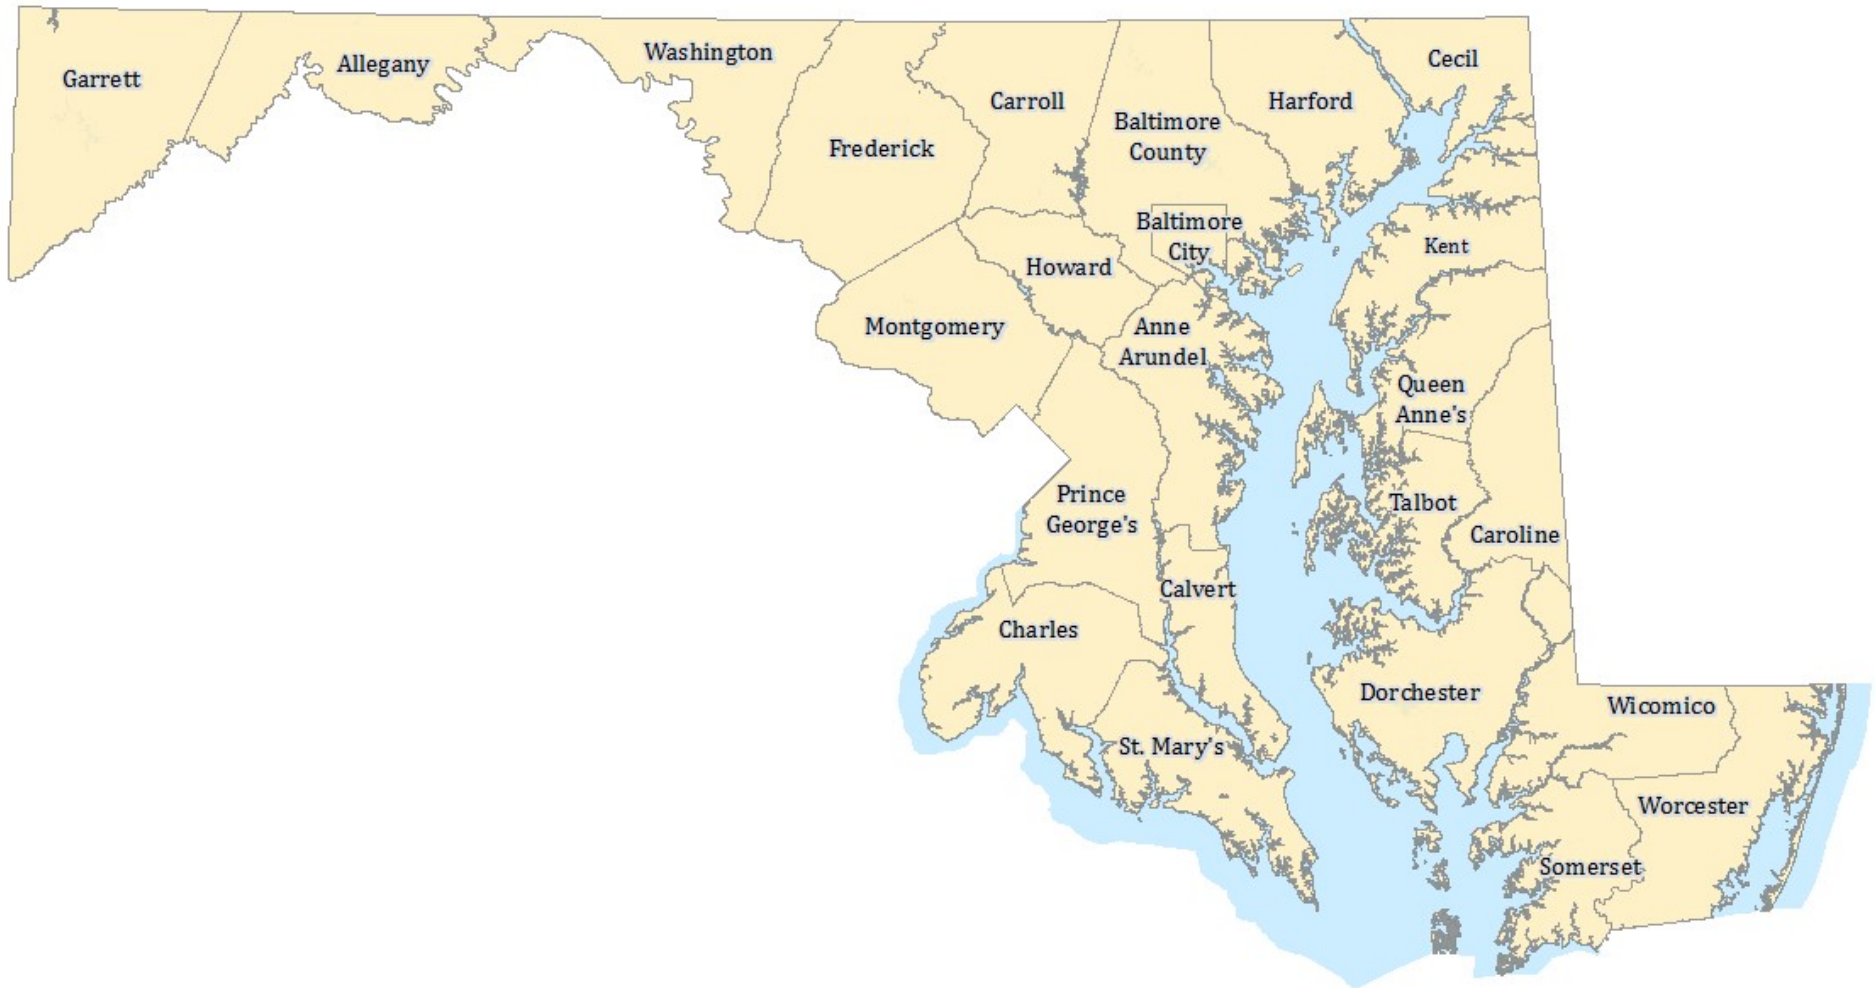 Garrett
Allegany
Washington
Frederick
Carroll
Baltimore
County
Harford
Cecil
Baltimore
City
Howard
Kent
Montgomery
Anne
Arundel
Queen
Anne's
Prince
George's
Talbot
Caroline
Calvert
Charles
Dorchester
Wicomico
St. Mary's
Worcester
Somerset